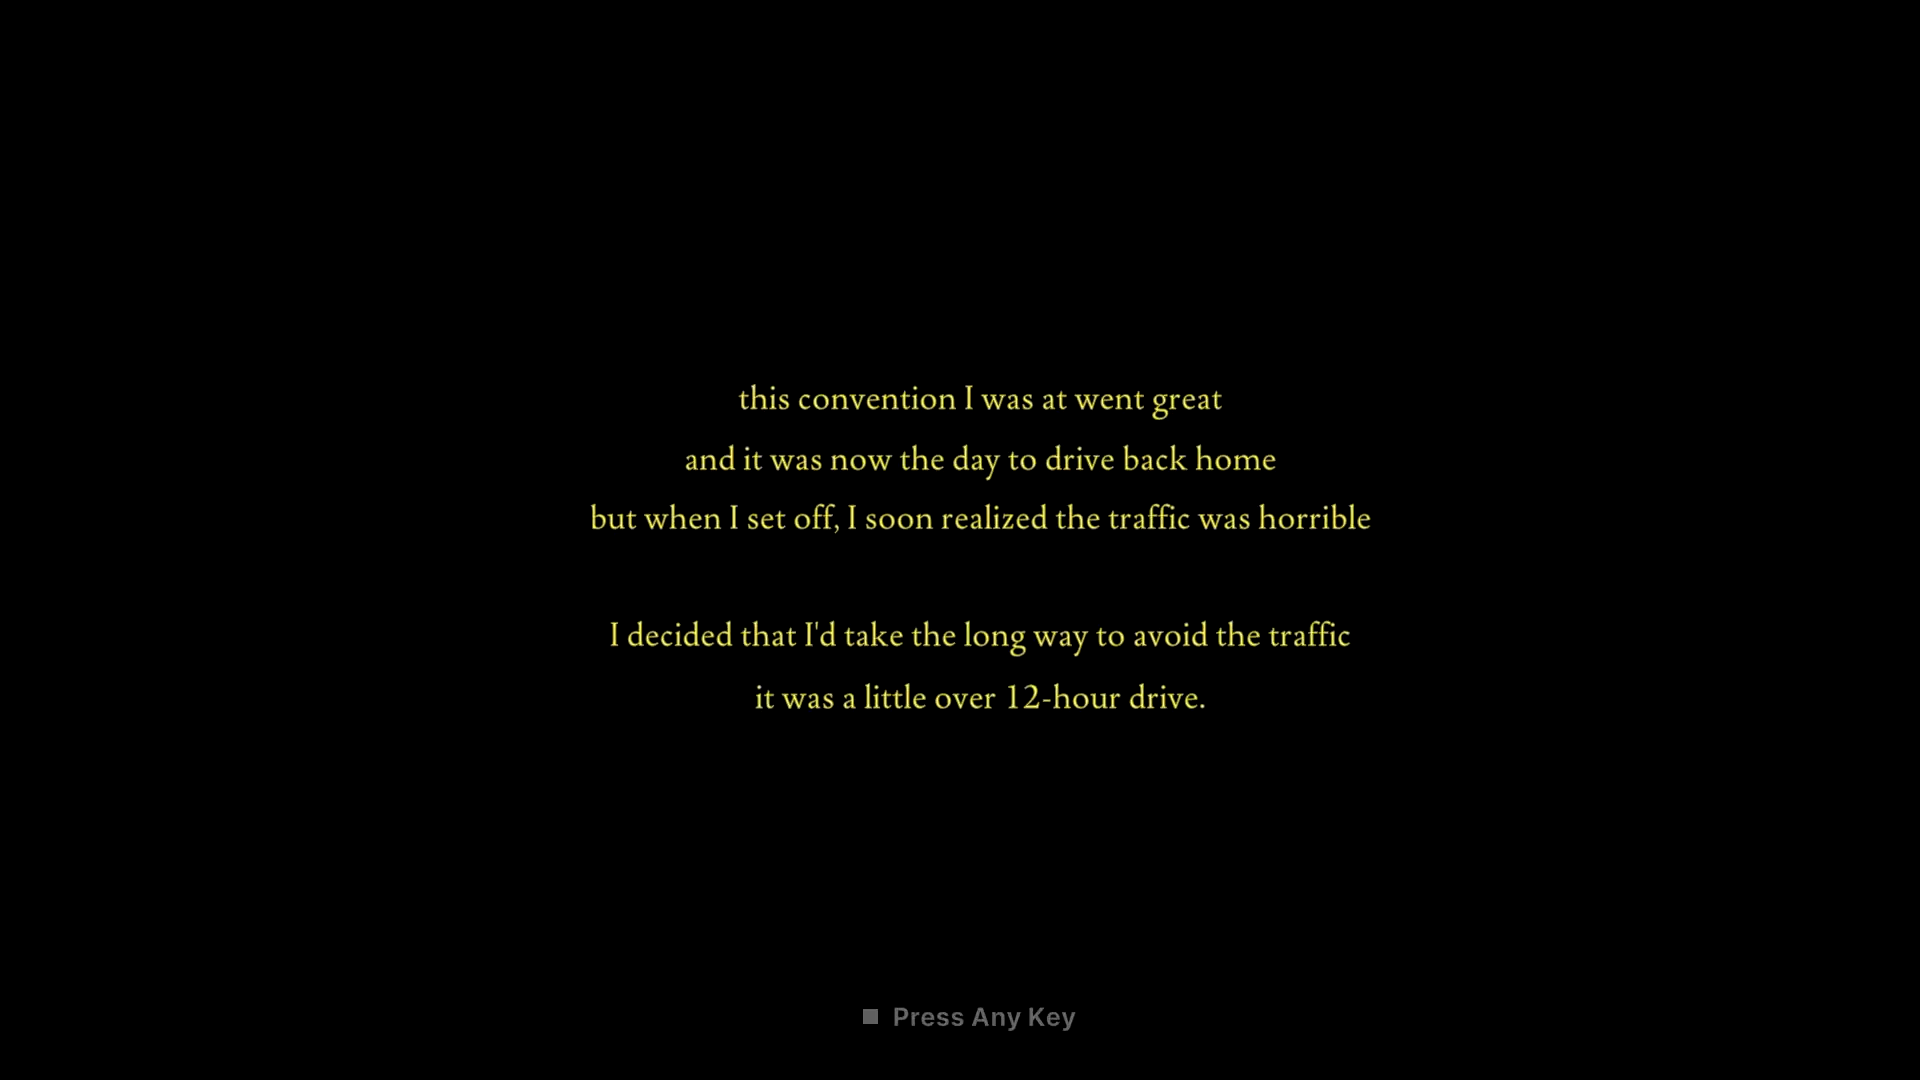 this convention I was at went great
and it was now the day to drive back home
but when I set off, I soon realized the traffic was horrible
I decided that I'd take the long way to avoid the traffic
it was a little over 12-hour drive.
Press Any Key